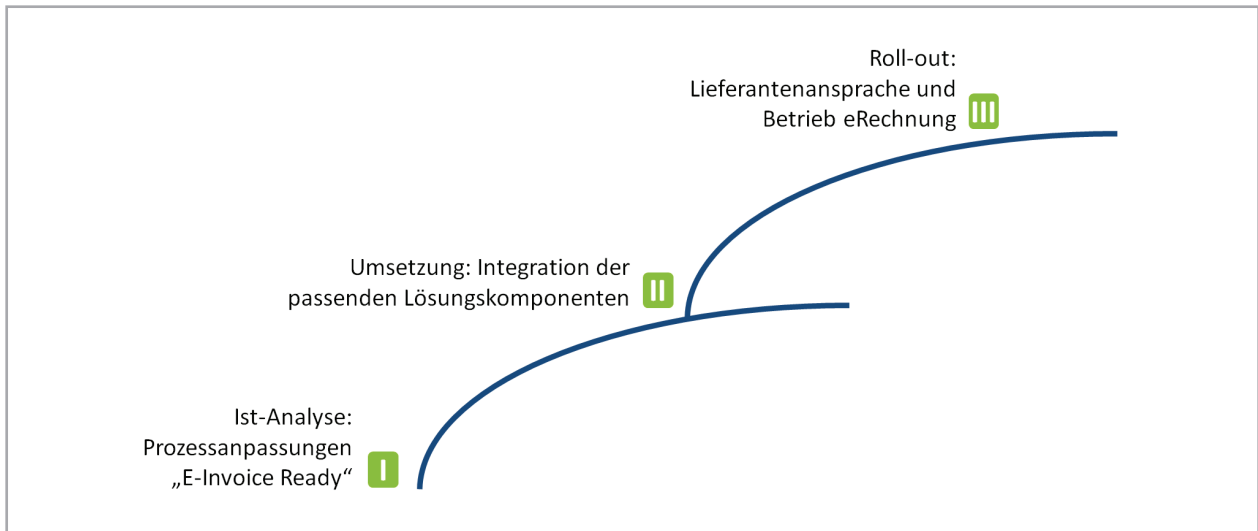 Roll-out:
Lieferantenansprache und
Betrieb eRechnung
III
Umsetzung: Integration der
passenden Lösungskomponenten
II
Ist-Analyse:
Prozessanpassungen
„E-Invoice Ready“
I